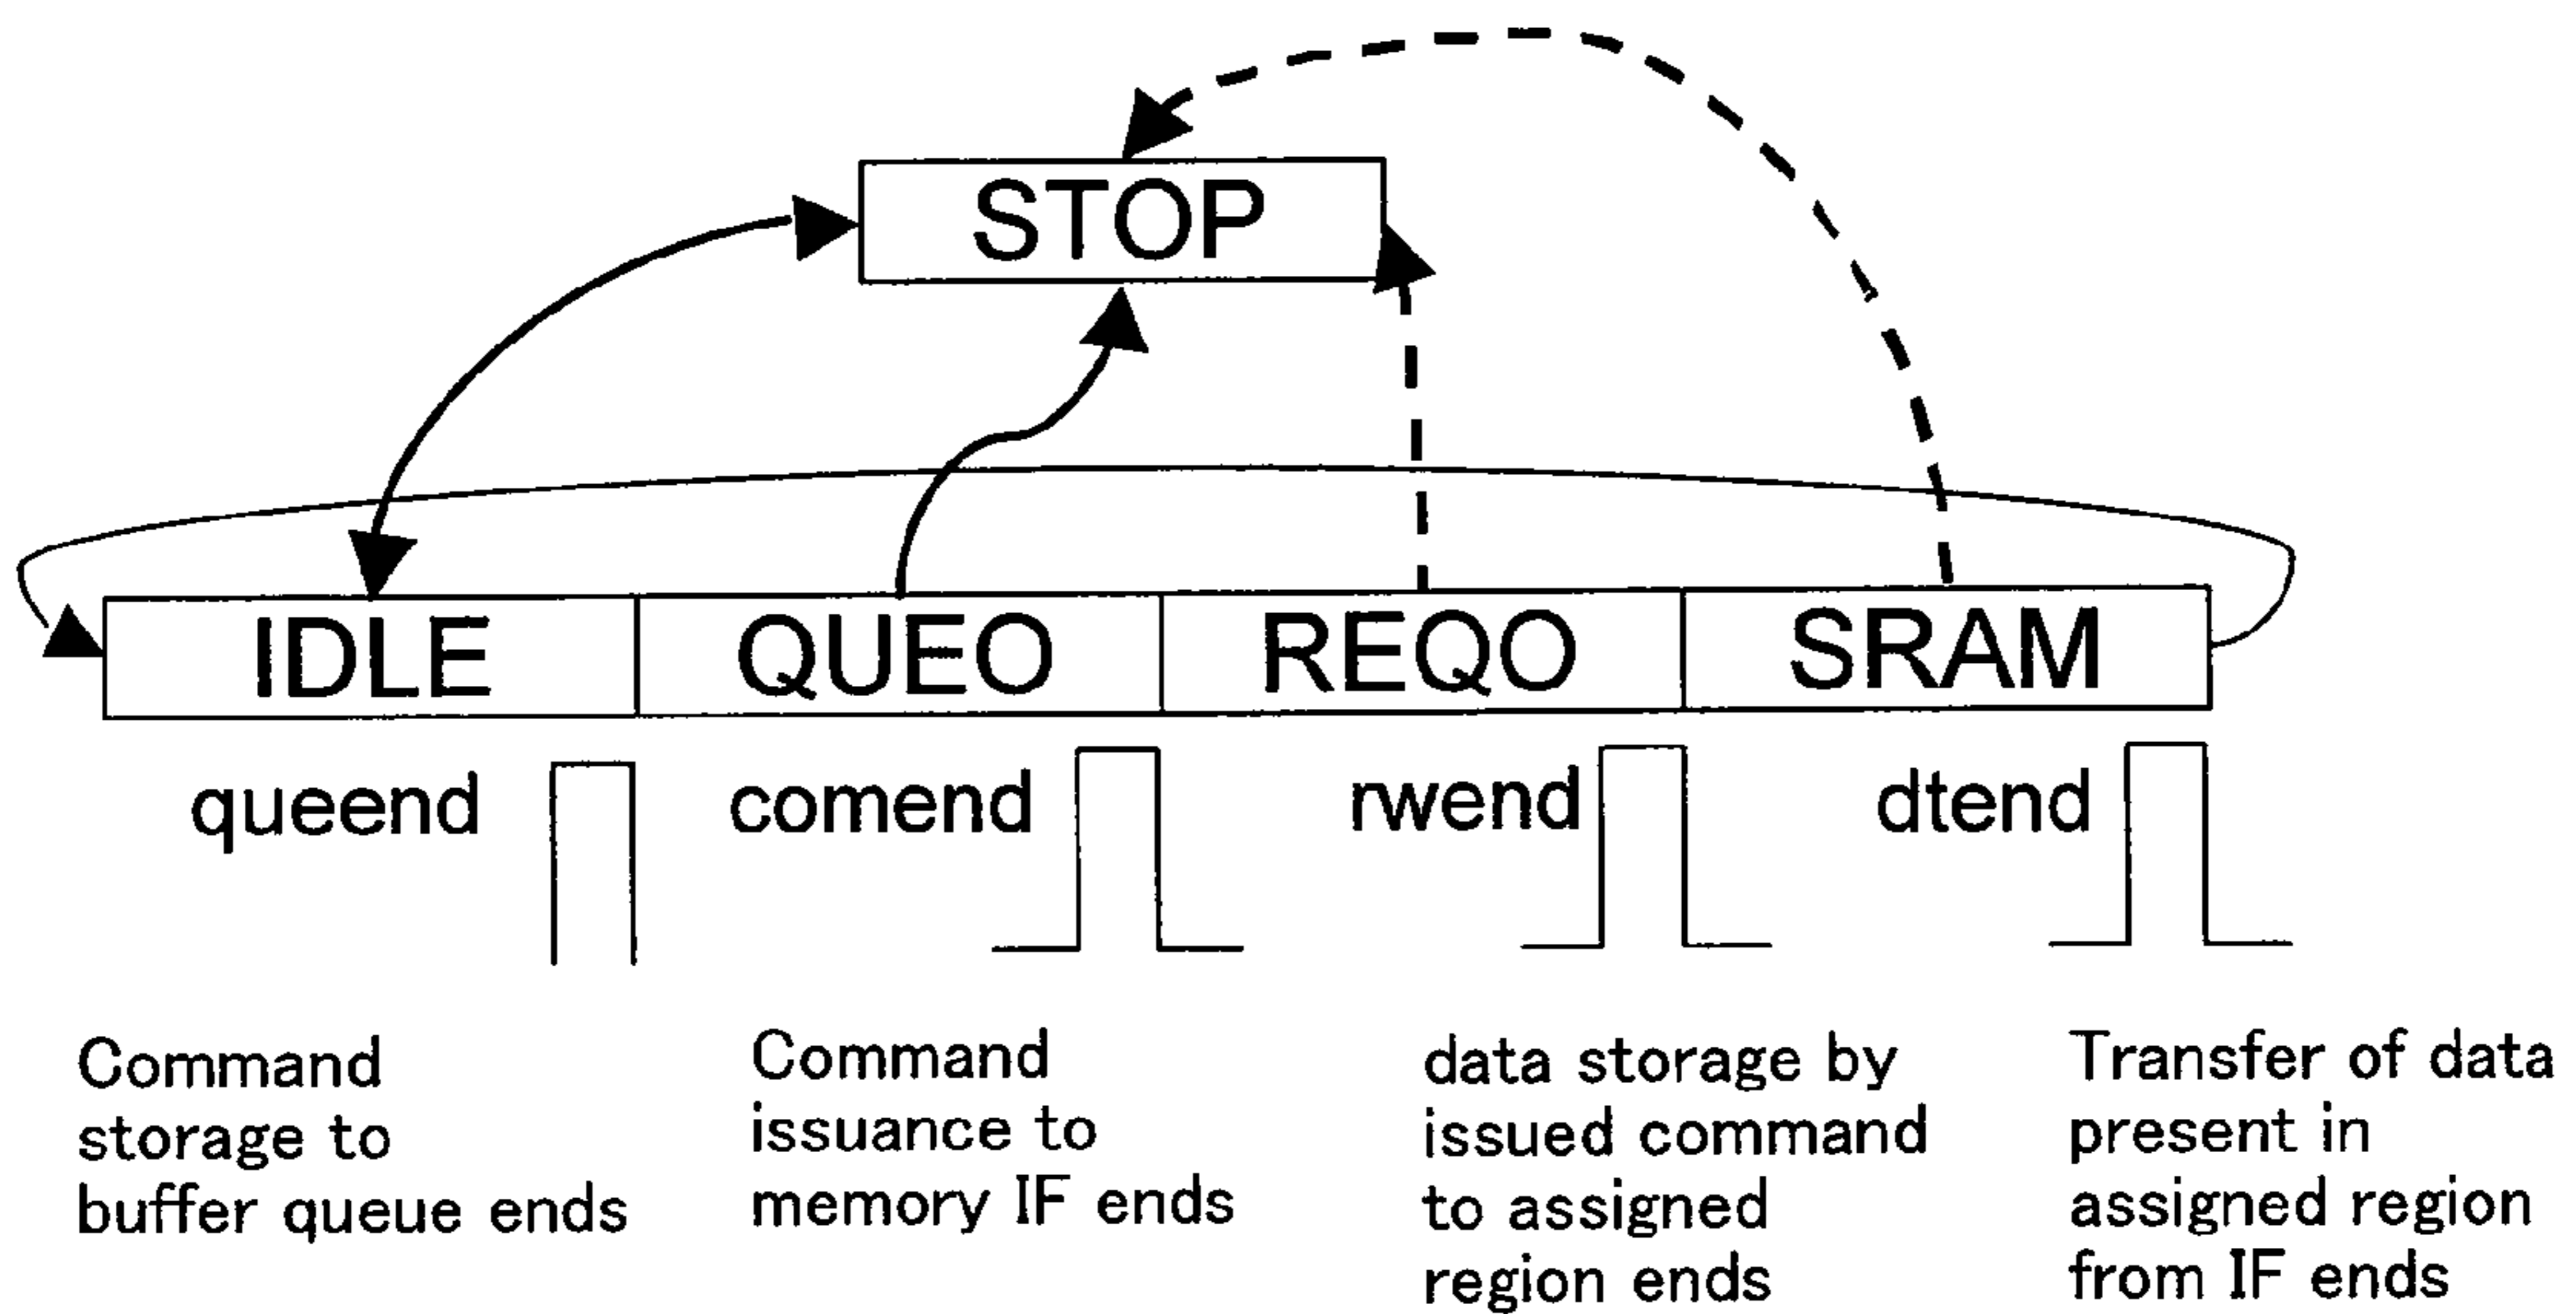 STOP
IDLE QUEO REQO SRAM
queend comend rwend dtend
Command
storage to
buffer queue ends
Command
issuance to
memory IF ends
data storage by
issued command
to assigned
region ends
Transfer of data
present in
assigned region
from IF ends